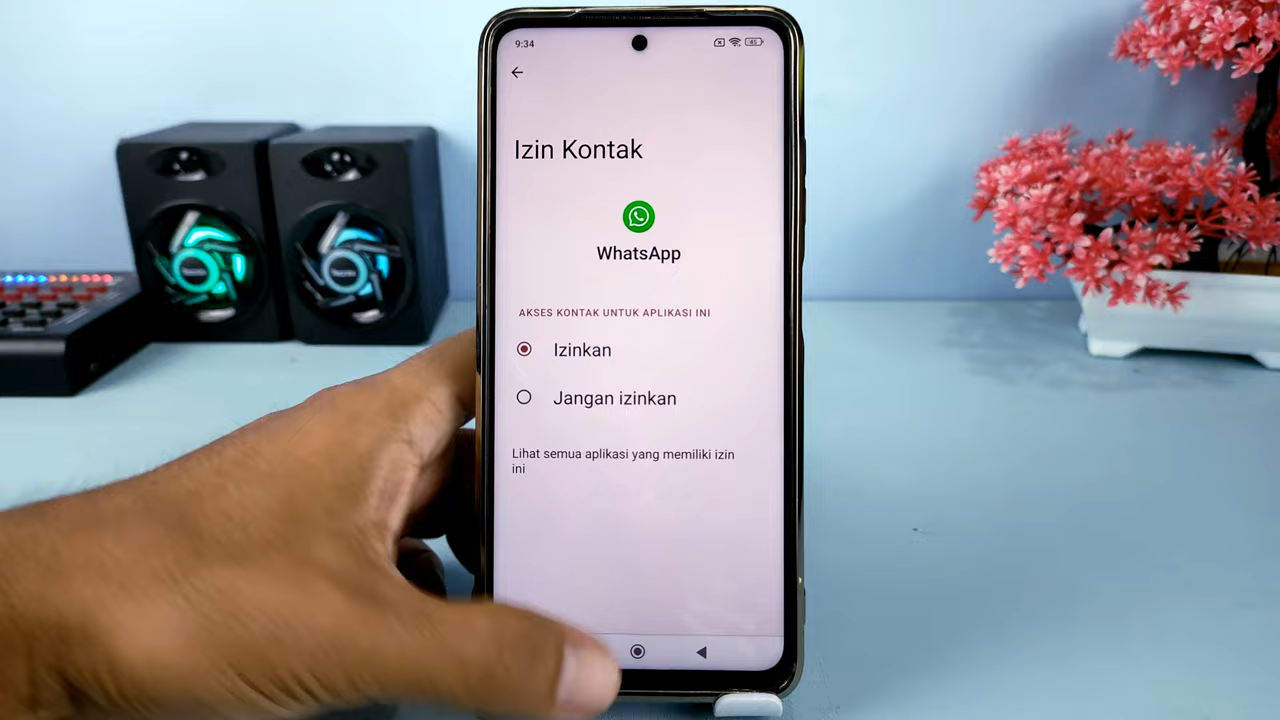 9:34
45
Izin Kontak
WhatsApp
AKSES KONTAK UNTUK APLIKASI INI
Izinkan
Jangan izinkan
Lihat semua aplikasi yang memiliki izin
ini